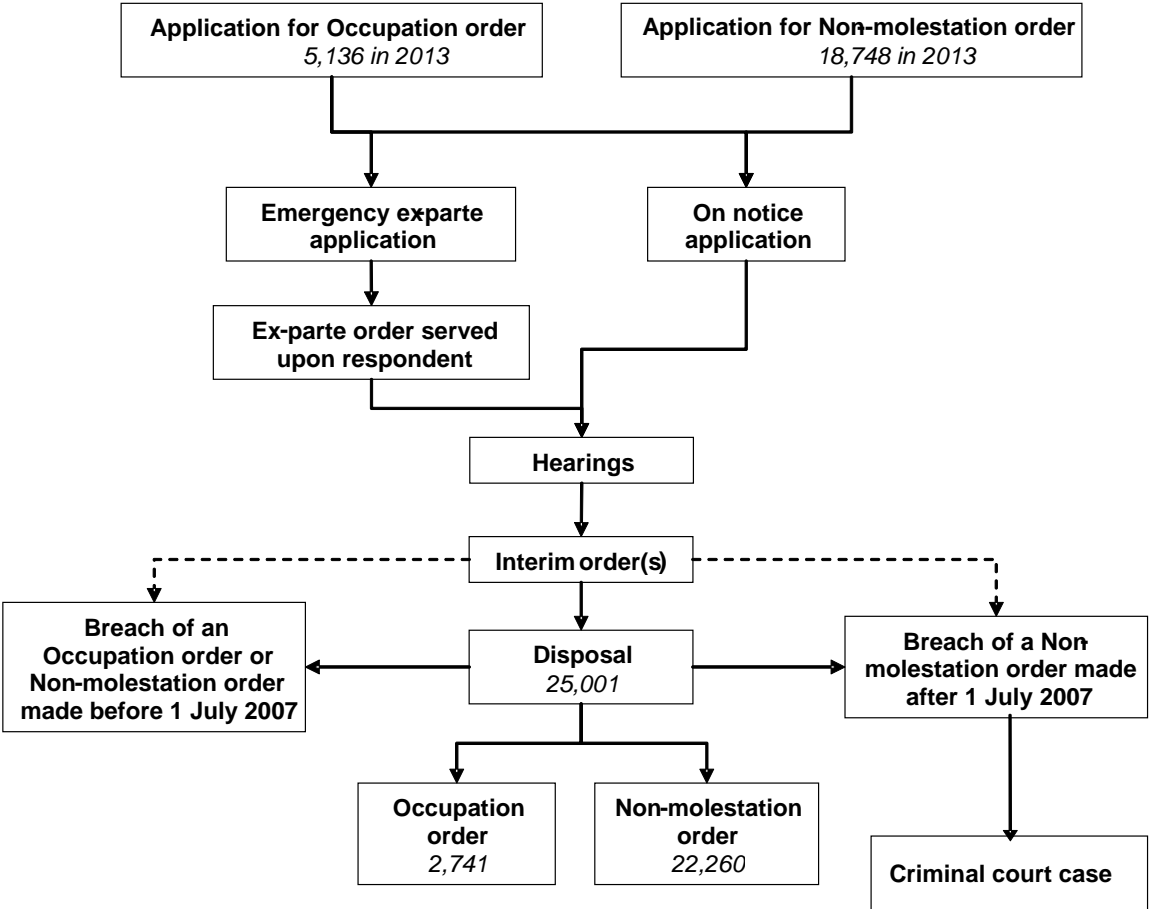 Application for Occupation order
5,136 in 2013
Application for Non-molestation order
18,748 in 2013
Emergency ex-parte
application
On notice
application
Ex-parte order served
upon respondent
Hearings
Interim order(s)
Breach of an
Occupation order or
Non-molestation order
made before 1 July 2007
Disposal
25,001
Breach of a Non-
molestation order made
after 1 July 2007
Occupation
order
2,741
Non-molestation
order
22,260
Criminal court case